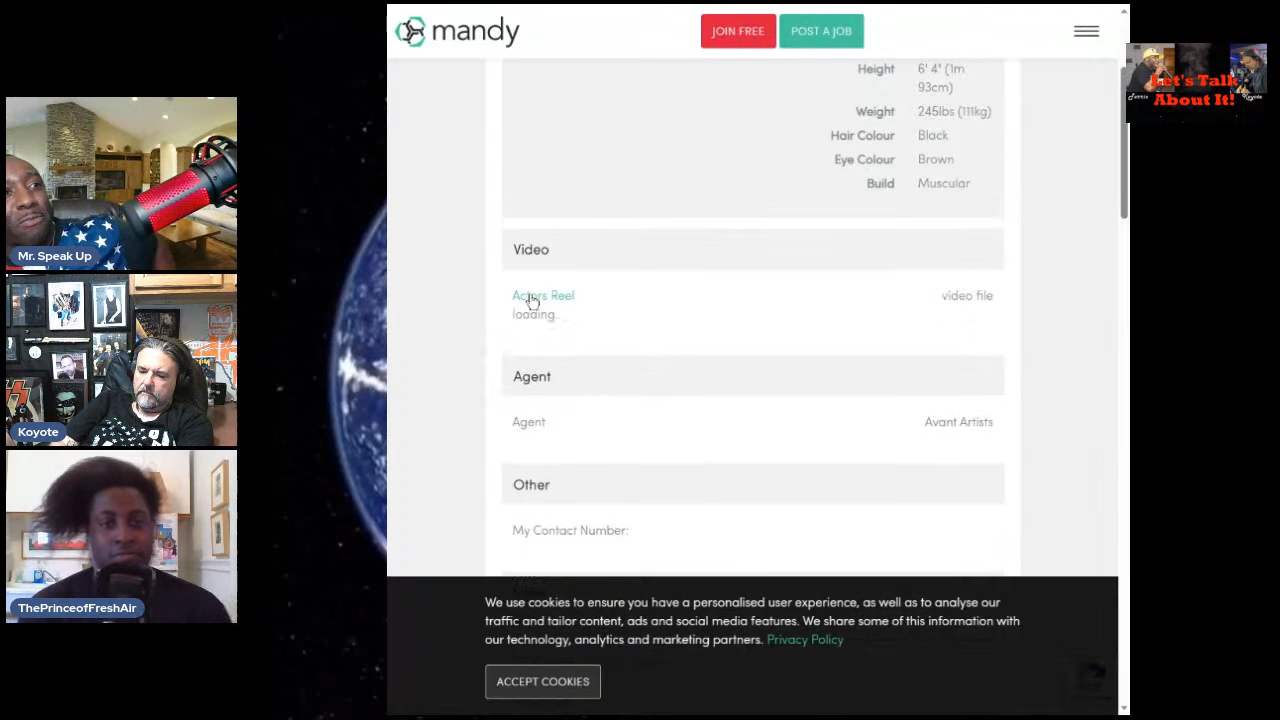 mandy
JOIN FREE
POST A JOB
Height 6' 4" (1m
93cm)
Weight 245lbs (111kg)
Hair Colour Black
Eye Colour Brown
Build Muscular
Video
Actors Reel video file
loading..
Agent
Agent Avant Artists
Other
My Contact Number:
We use cookies to ensure you have a personalised user experience, as well as to analyse our
traffic and tailor content, ads and social media features. We share some of this information with
our technology, analytics and marketing partners. Privacy Policy
ACCEPT COOKIES
Mr. Speak Up
Koyote
ThePrinceofFreshAir
Let's Talk
About It!
Koyote